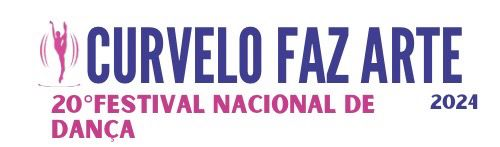 CURVELO FAZ ARTE
20°FESTIVAL NACIONAL DE
DANÇA
2024